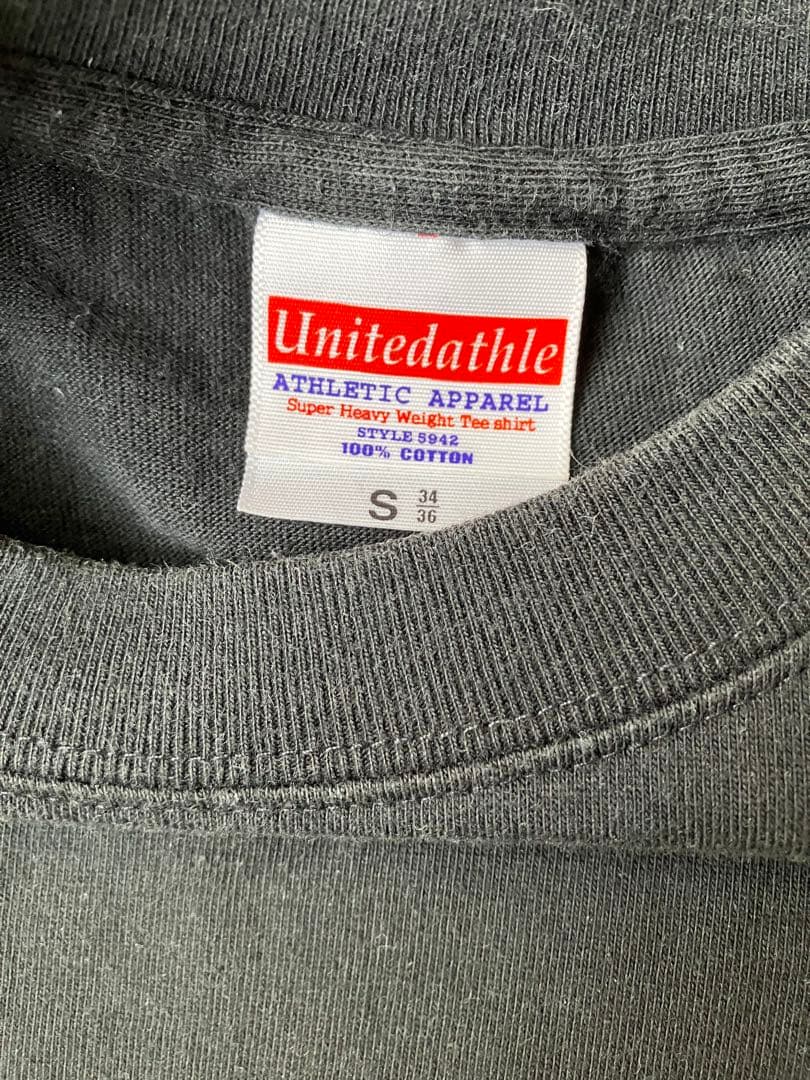 Unitedathle
ATHLETIC APPAREL
Super Heavy Weight Tee shirt
STYLE 5942
100% COTTON
S 34
36